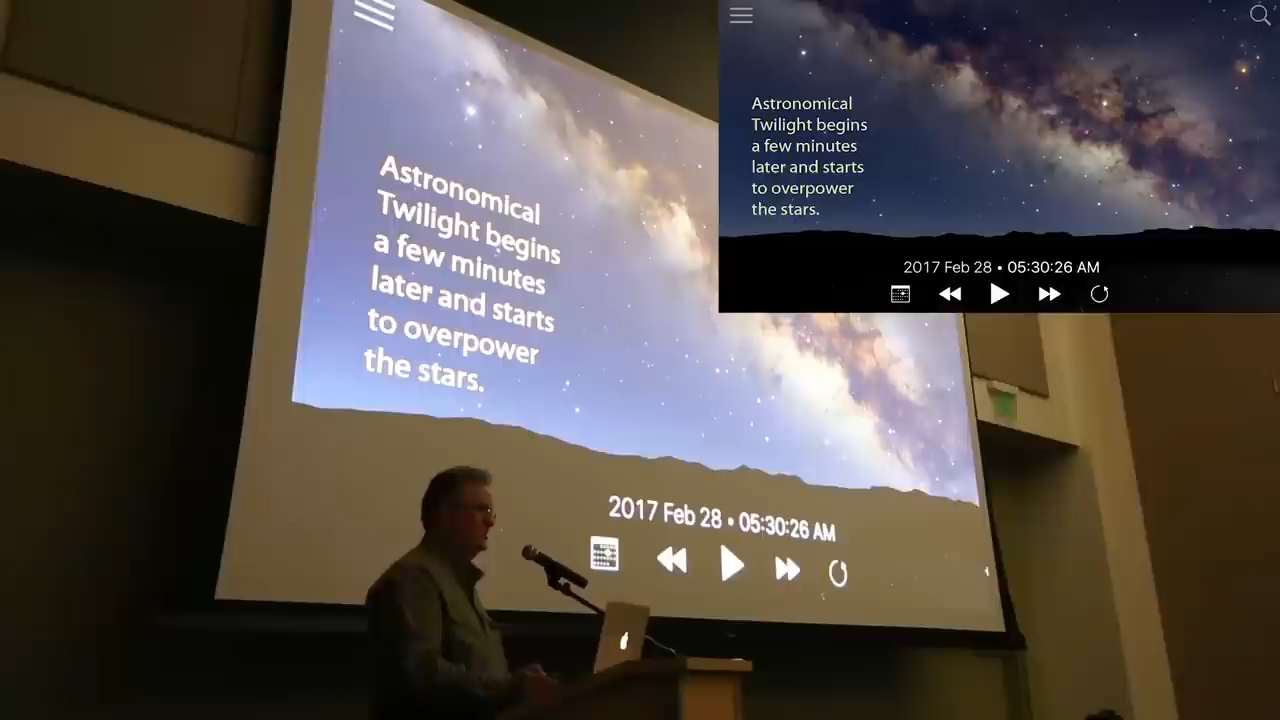 Astronomical
Twilight begins
a few minutes
later and starts
to overpower
the stars.
2017 Feb 28 • 05:30:26 AM
Astronomical
Twilight begins
a few minutes
later and starts
to overpower
the stars.
2017 Feb 28 • 05:30:26 AM